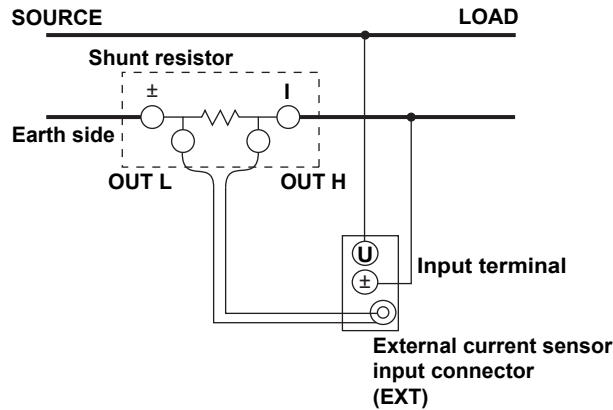 SOURCE
LOAD
Shunt resistor
±
I
Earth side
OUT L
OUT H
U
±
Input terminal
External current sensor
input connector
(EXT)